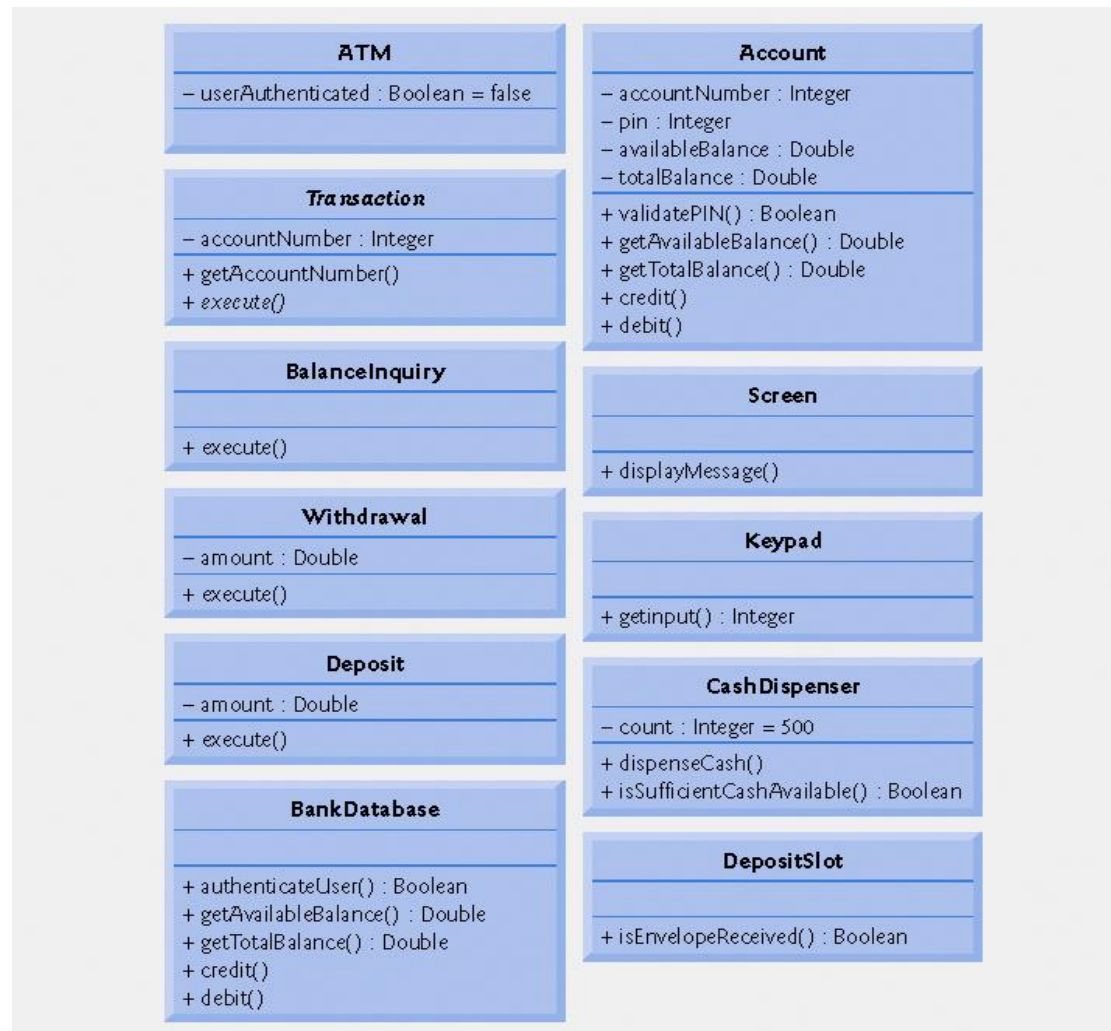 ATM
– userAuthenticated : Boolean = false
Transaction
– accountNumber : Integer
+ getAccountNumber()
+ execute()
BalanceInquiry
+ execute()
Withdrawal
– amount : Double
+ execute()
Deposit
– amount : Double
+ execute()
BankDatabase
+ authenticateUser() : Boolean
+ getAvailableBalance() : Double
+ getTotalBalance() : Double
+ credit()
+ debit()
Account
– accountNumber : Integer
– pin : Integer
– availableBalance : Double
– totalBalance : Double
+ validatePIN() : Boolean
+ getAvailableBalance() : Double
+ getTotalBalance() : Double
+ credit()
+ debit()
Screen
+ displayMessage()
Keypad
+ getinput() : Integer
CashDispenser
– count : Integer = 500
+ dispenseCash()
+ isSufficientCashAvailable() : Boolean
DepositSlot
+ isEnvelopeReceived() : Boolean